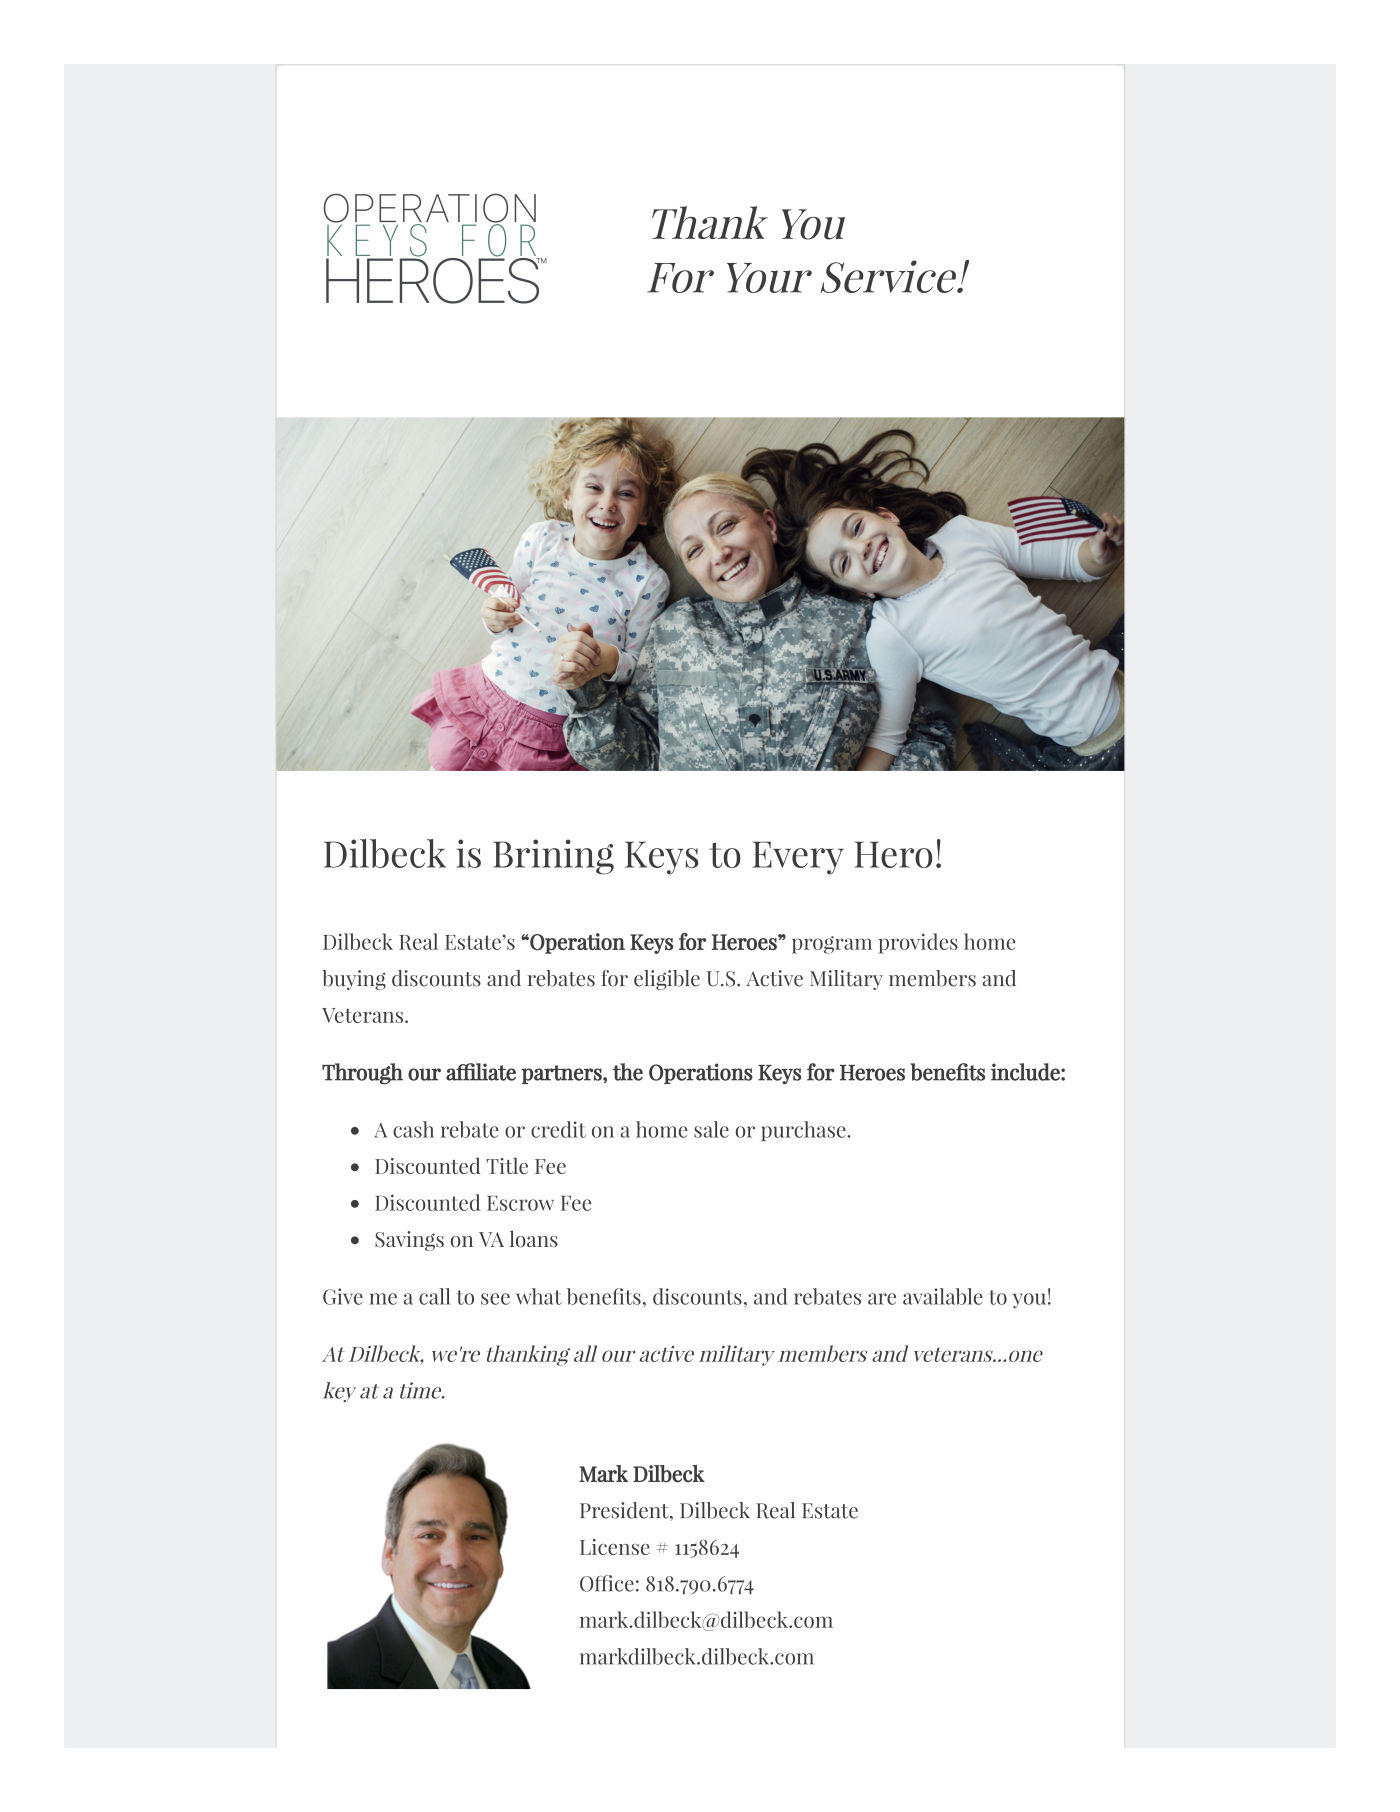 OPERATION
KEYS FOR
HEROES™
Thank You
For Your Service!
U.S.ARMY
Dilbeck is Brining Keys to Every Hero!
Dilbeck Real Estate’s “Operation Keys for Heroes” program provides home
buying discounts and rebates for eligible U.S. Active Military members and
Veterans.
Through our affiliate partners, the Operations Keys for Heroes benefits include:
• A cash rebate or credit on a home sale or purchase.
• Discounted Title Fee
• Discounted Escrow Fee
• Savings on VA loans
Give me a call to see what benefits, discounts, and rebates are available to you!
At Dilbeck, we're thanking all our active military members and veterans...one
key at a time.
Mark Dilbeck
President, Dilbeck Real Estate
License # 1158624
Office: 818.790.6774
mark.dilbeck@dilbeck.com
markdilbeck.dilbeck.com